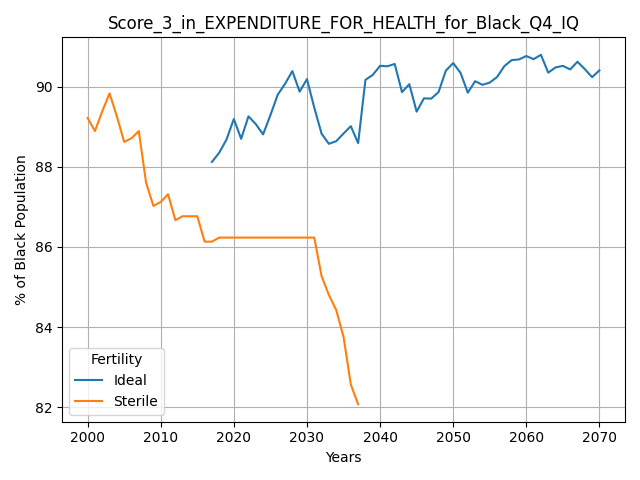 Score_3_in_EXPENDITURE_FOR_HEALTH_for_Black_Q4_IQ
% of Black Population
90
88
86
84
82
Fertility
Ideal
Sterile
2000 2010 2020 2030 2040 2050 2060 2070
Years